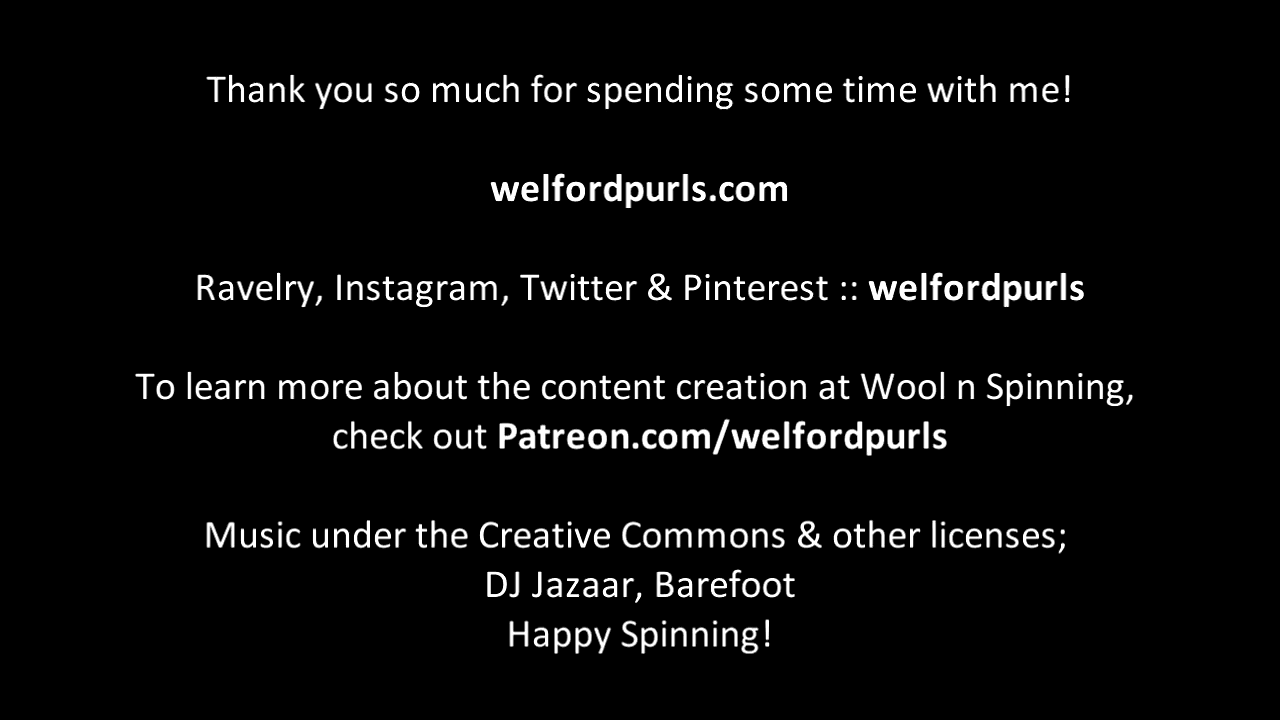 Thank you so much for spending some time with me!
welfordpurls.com
Ravelry, Instagram, Twitter & Pinterest :: welfordpurls
To learn more about the content creation at Wool n Spinning,
check out Patreon.com/welfordpurls
Music under the Creative Commons & other licenses;
DJ Jazaar, Barefoot
Happy Spinning!